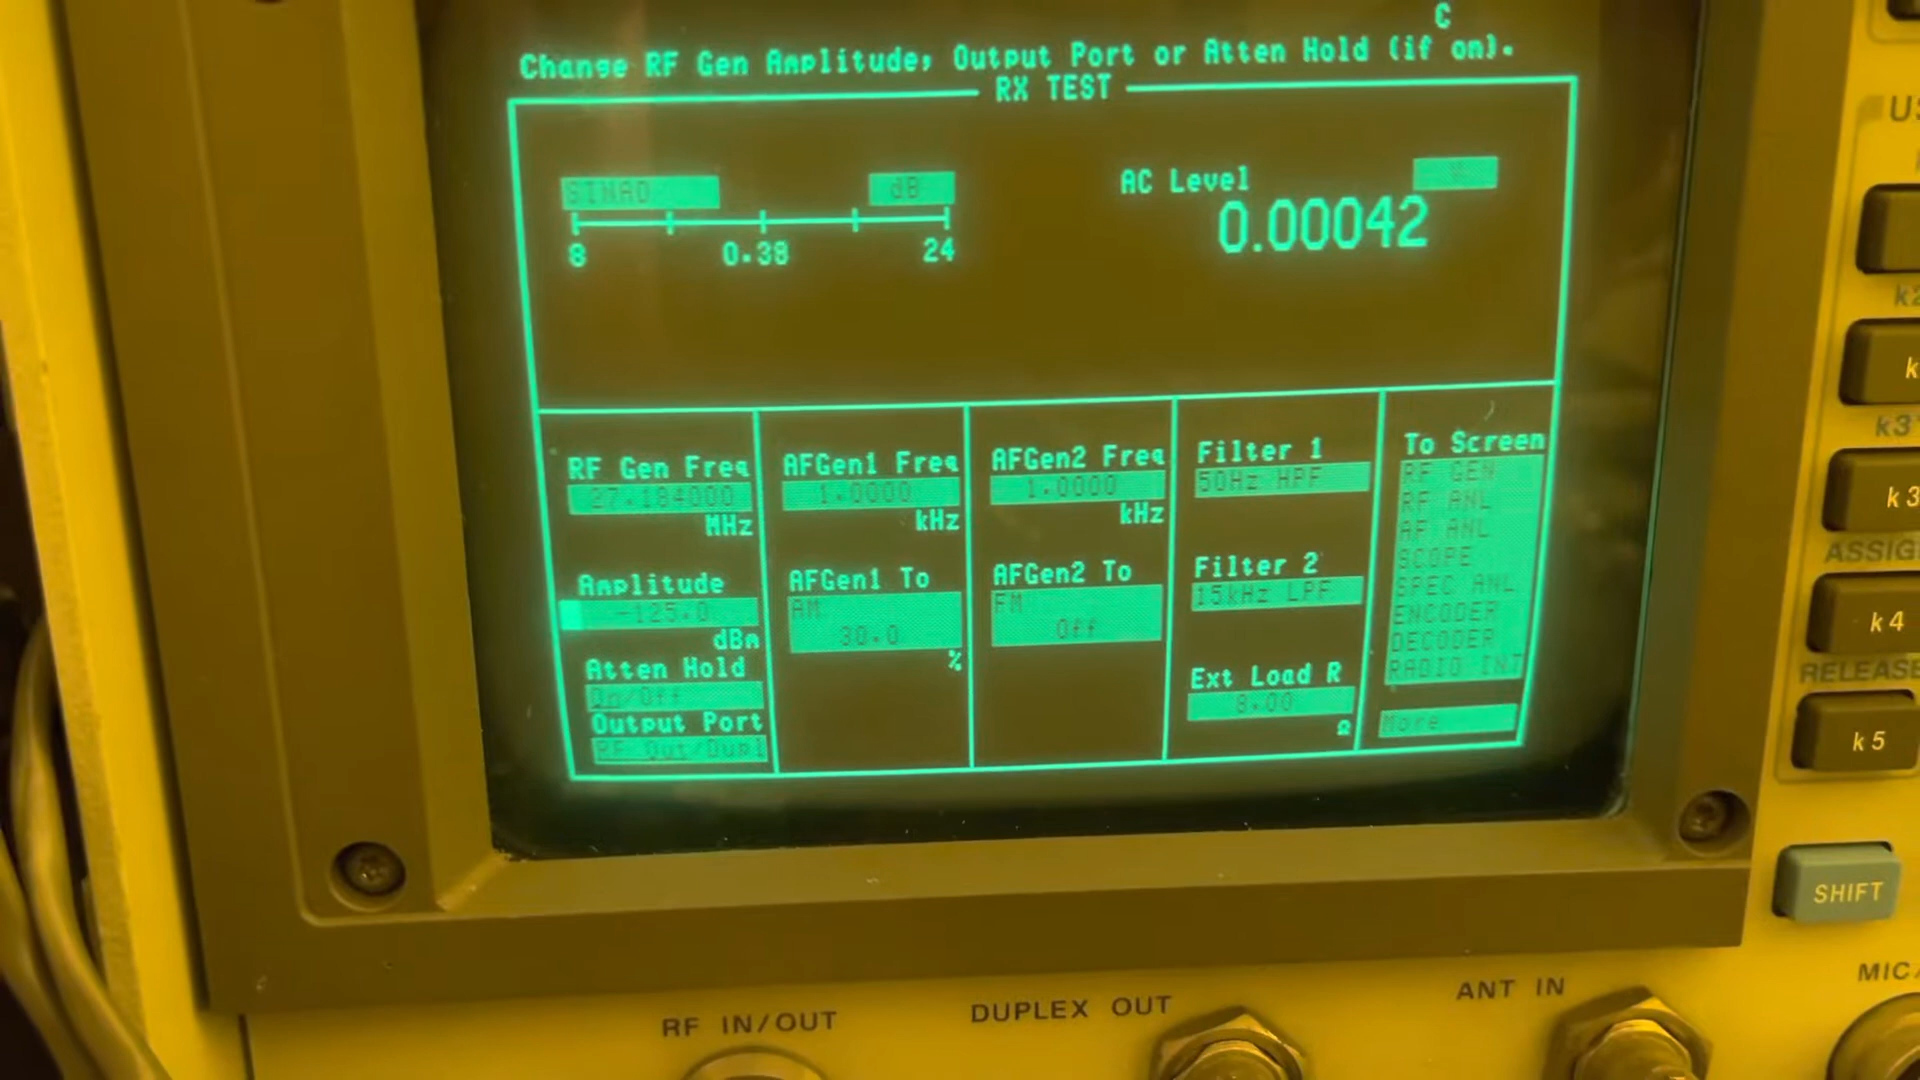 C
Change RF Gen Amplitude, Output Port or Atten Hold (if on).
RX TEST
SINAD dB
8 0.38 24
AC Level V
0.00042
RF Gen Freq
27.184000
MHz
Amplitude
-125.0
dBm
Atten Hold
On/Off
Output Port
RF Out/Dupl
AFGen1 Freq
1.0000
kHz
AFGen1 To
AM
30.0
%
AFGen2 Freq
1.0000
kHz
AFGen2 To
FM
Off
Filter 1
50Hz HPF
Filter 2
15kHz LPF
Ext Load R
8.00
Ω
To Screen
RF GEN
RF ANL
AF ANL
SCOPE
SPEC ANL
ENCODER
DECODER
RADIO INT
More
US
k2
k
k3'
k3
ASSIG
k4
RELEASE
k5
SHIFT
RF IN/OUT
DUPLEX OUT
ANT IN
MIC/